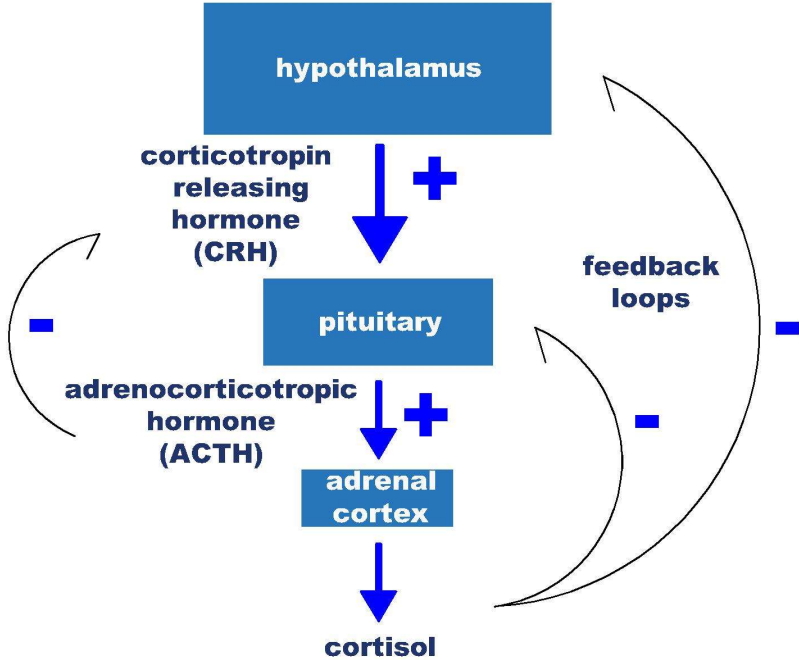 hypothalamus
corticotropin
releasing
hormone
(CRH)
+
feedback
loops
-
pituitary
-
adrenocorticotropic
hormone
(ACTH)
+
-
adrenal
cortex
cortisol